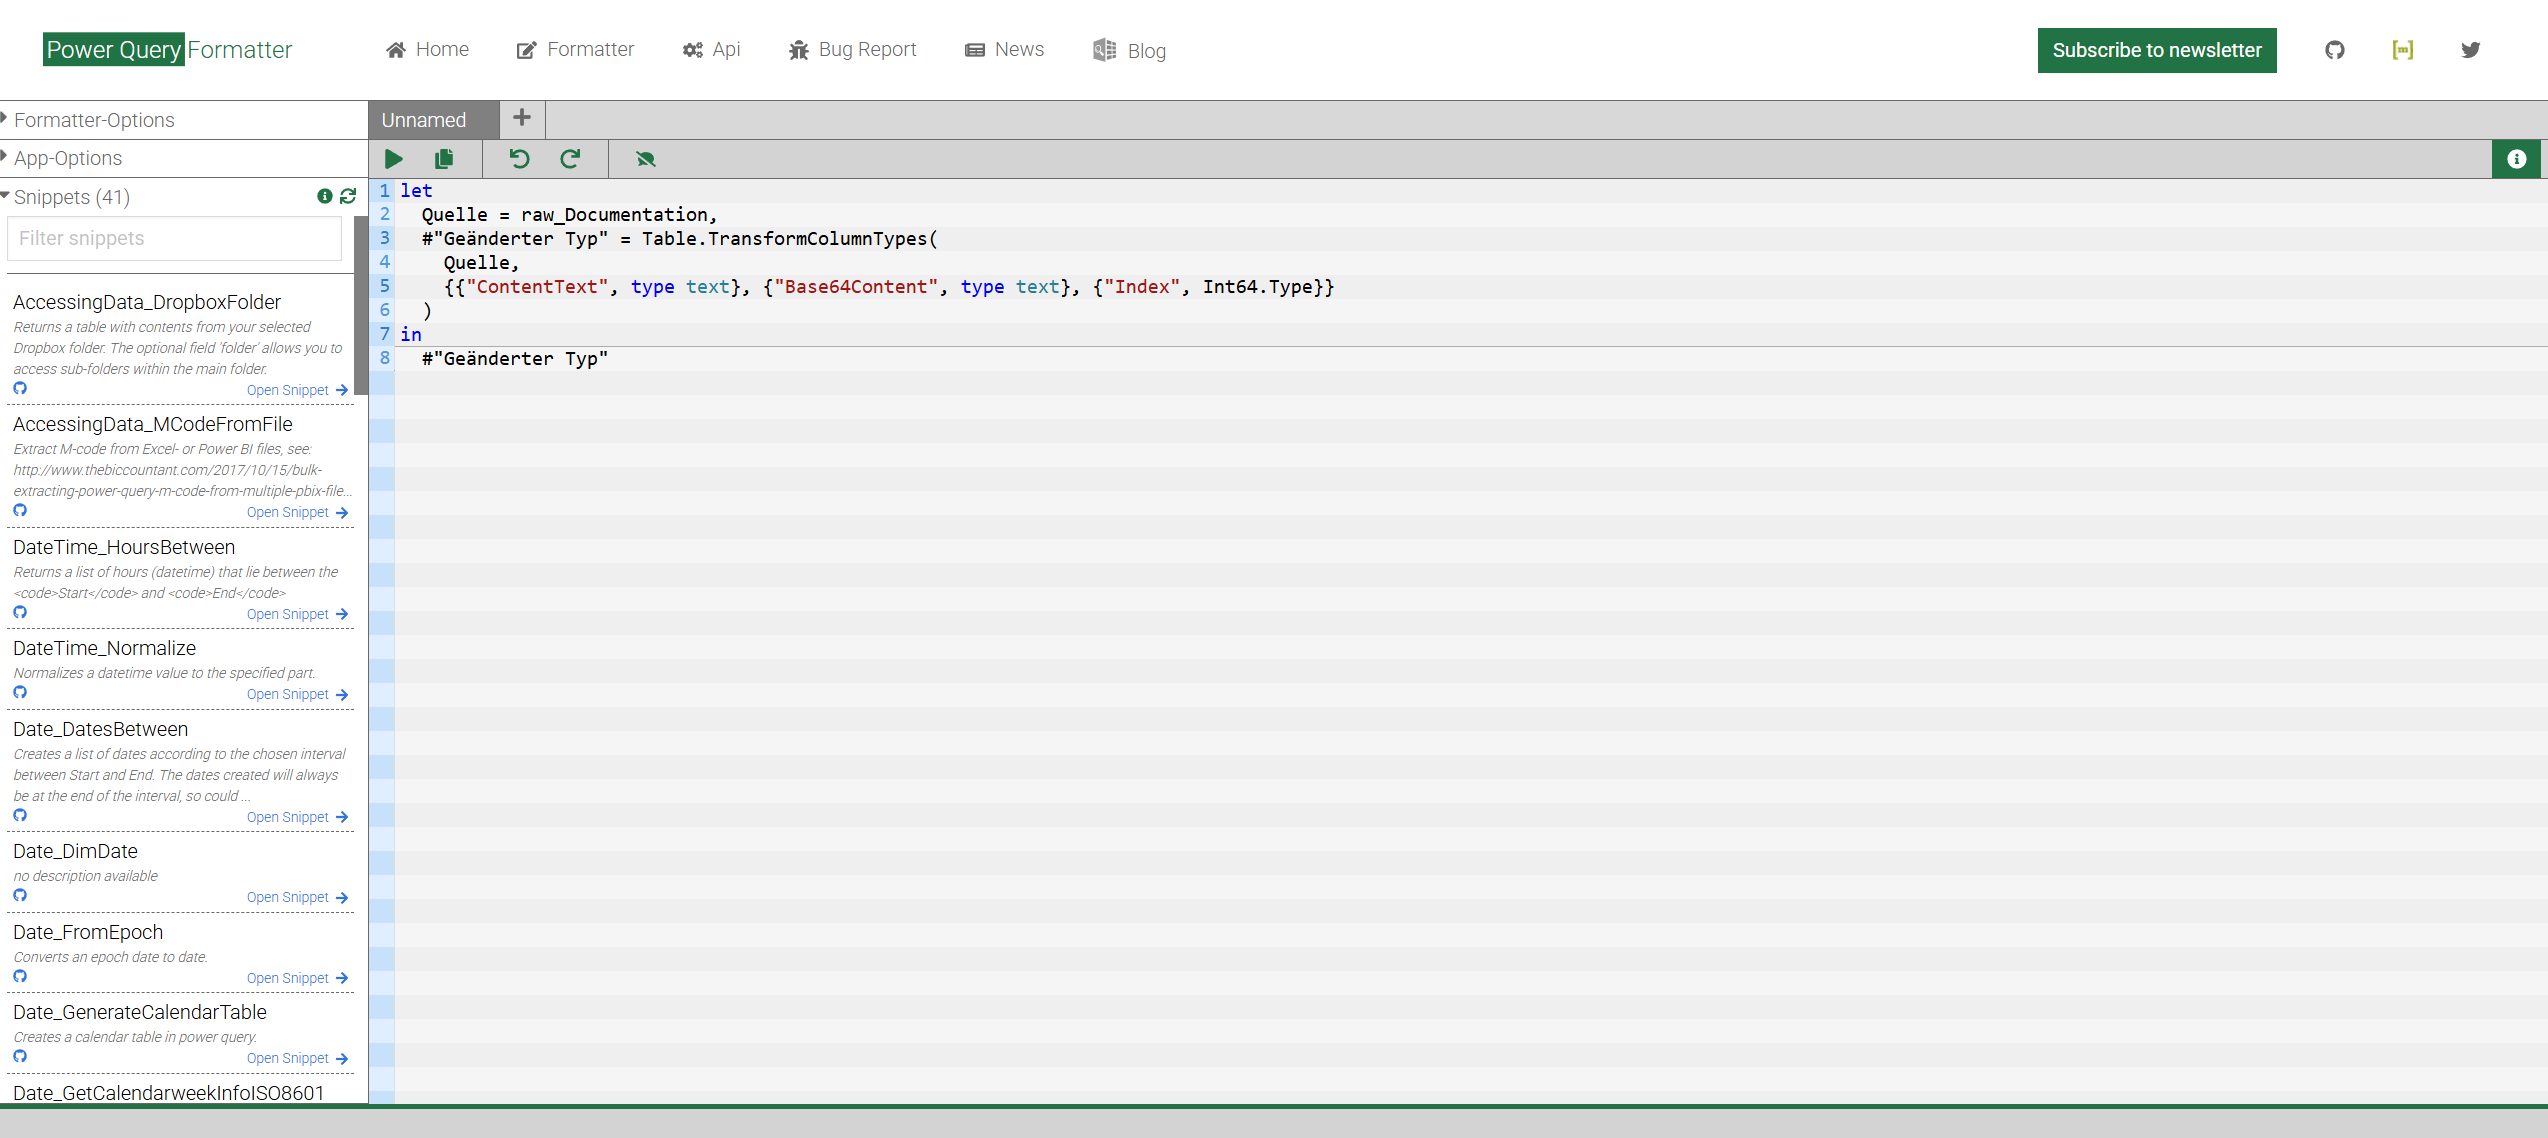 Power Query Formatter
Home
Formatter
Api
Bug Report
News
Blog
Subscribe to newsletter
[m]
Formatter-Options
App-Options
Snippets (41)
Filter snippets
AccessingData_DropboxFolder
Returns a table with contents from your selected
Dropbox folder. The optional field 'folder' allows you to
access sub-folders within the main folder.
Open Snippet
AccessingData_MCodeFromFile
Extract M-code from Excel- or Power BI files, see:
http://www.thebiccountant.com/2017/10/15/bulk-
extracting-power-query-m-code-from-multiple-pbix-file...
Open Snippet
DateTime_HoursBetween
Returns a list of hours (datetime) that lie between the
<code>Start</code> and <code>End</code>
Open Snippet
DateTime_Normalize
Normalizes a datetime value to the specified part.
Open Snippet
Date_DatesBetween
Creates a list of dates according to the chosen interval
between Start and End. The dates created will always
be at the end of the interval, so could ...
Open Snippet
Date_DimDate
no description available
Open Snippet
Date_FromEpoch
Converts an epoch date to date.
Open Snippet
Date_GenerateCalendarTable
Creates a calendar table in power query.
Open Snippet
Date_GetCalendarweekInfoISO8601
Unnamed
1 let
2   Quelle = raw_Documentation,
3   #"Geänderter Typ" = Table.TransformColumnTypes(
4     Quelle,
5     {{"ContentText", type text}, {"Base64Content", type text}, {"Index", Int64.Type}}
6   )
7 in
8   #"Geänderter Typ"